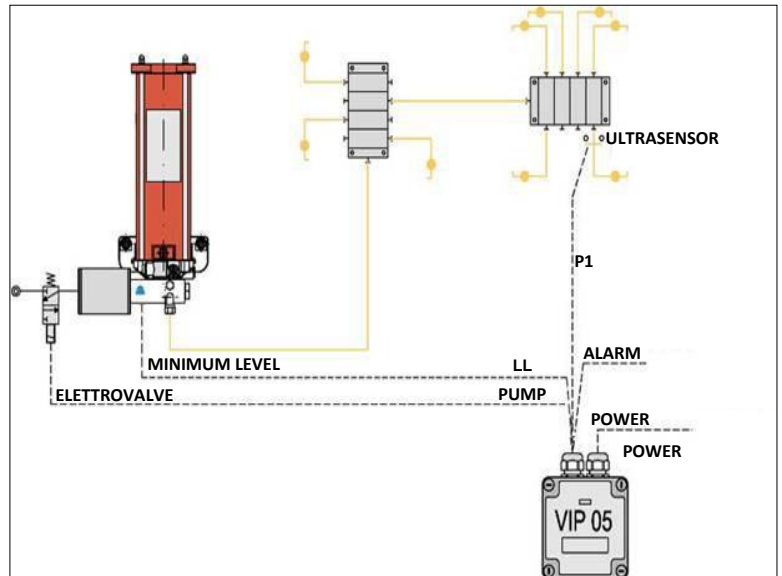 ULTRASENSOR
P1
MINIMUM LEVEL
LL
ALARM
ELETTROVALVE
PUMP
POWER
POWER
VIP 05